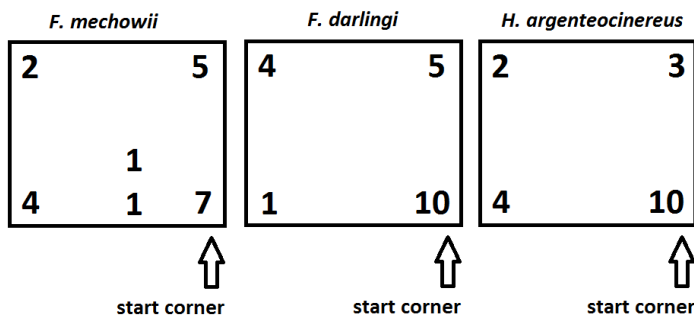 F. mechowii F. darlingi H. argenteocinereus
2 5 4 5 2 3
1
4 1 7 1 10 4 10
start corner start corner start corner